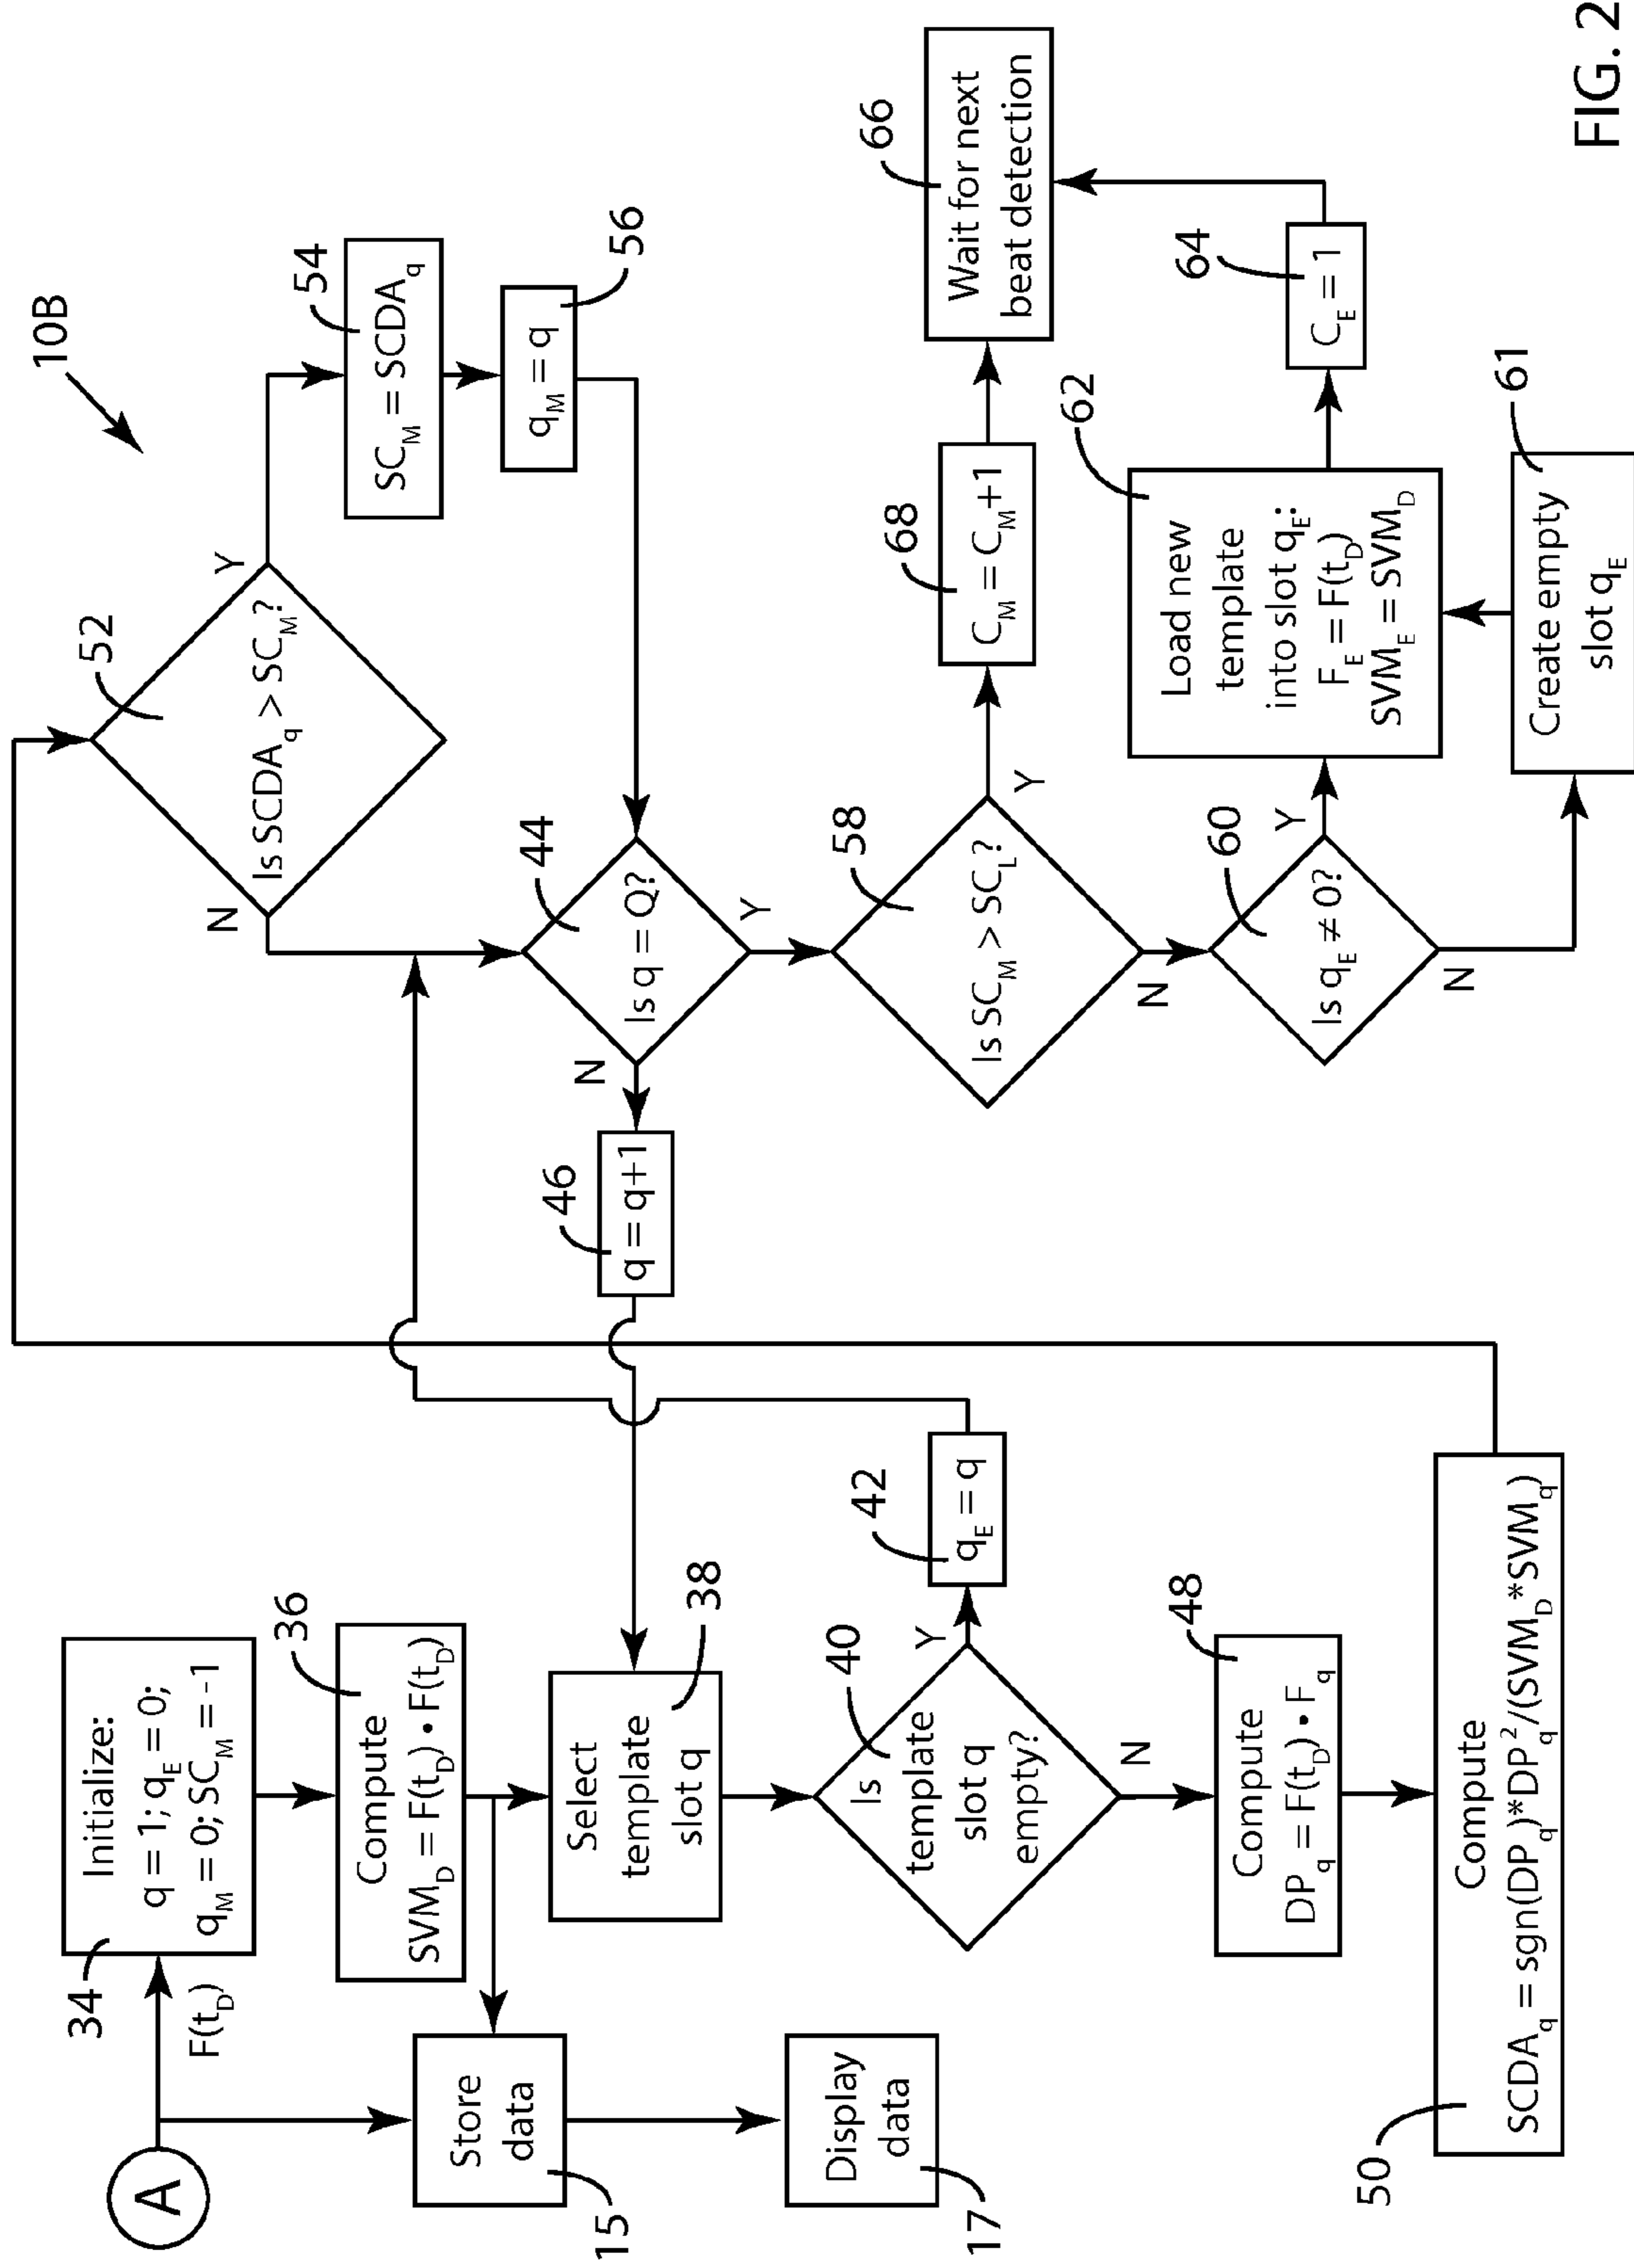 10B
A
F(t_D)
34
Initialize:
q = 1; q_E = 0;
q_M = 0; SC_M = -1
36
Compute
SVM_D = F(t_D) • F(t_D)
Store
data
15
Display
data
17
Select
template
slot q
38
Is
template
slot q
empty?
40
Y
N
q_E = q
42
Compute
DP_q = F(t_D) • F_q
48
Compute
SCDA_q = sgn(DP_q)*DP_q²/(SVM_D*SVM_q)
50
Is SCDA_q > SC_M?
52
N
Y
SC_M = SCDA_q
54
q_M = q
56
Is q = Q?
44
N
Y
q = q+1
46
Is SC_M > SC_L?
58
Y
N
C_M = C_M+1
68
Wait for next
beat detection
66
Is q_E ≠ 0?
60
Y
N
Load new
template
into slot q_E:
F_E = F(t_D)
SVM_E = SVM_D
62
C_E = 1
64
Create empty
slot q_E
61
FIG. 2